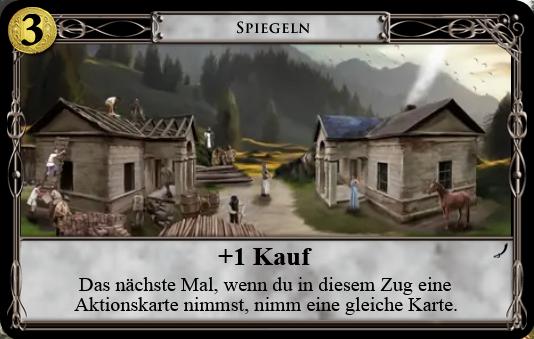 3
SPIEGELN
+1 Kauf
Das nächste Mal, wenn du in diesem Zug eine
Aktionskarte nimmst, nimm eine gleiche Karte.